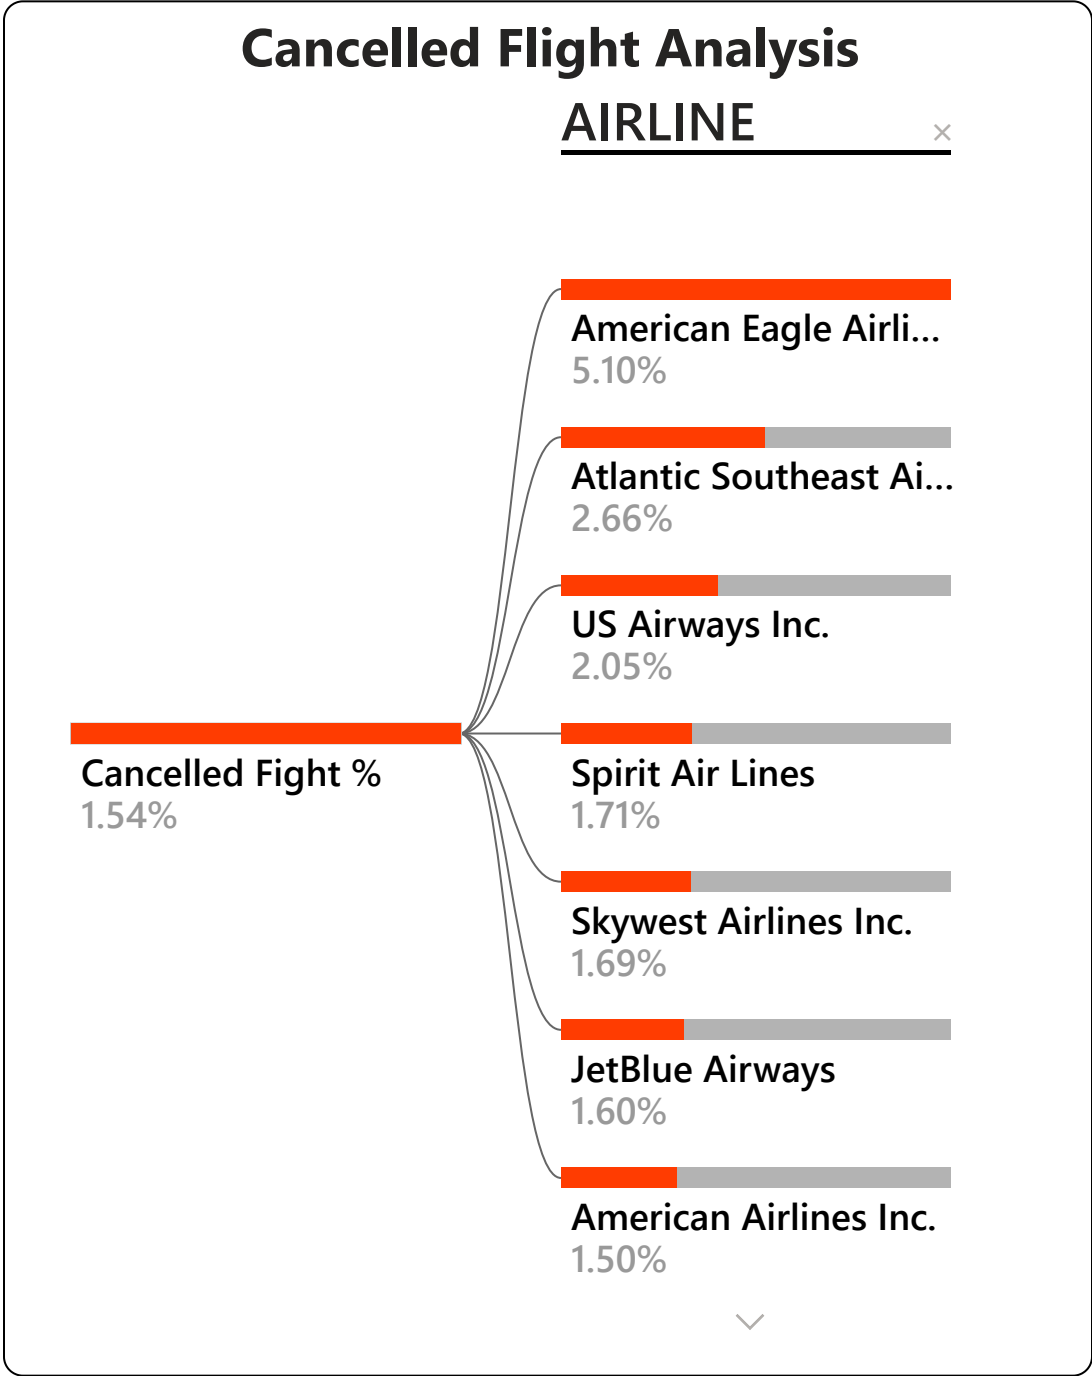 Cancelled Flight Analysis
AIRLINE
American Eagle Airli...
5.10%
Atlantic Southeast Ai...
2.66%
US Airways Inc.
2.05%
Cancelled Fight %
1.54%
Spirit Air Lines
1.71%
Skywest Airlines Inc.
1.69%
JetBlue Airways
1.60%
American Airlines Inc.
1.50%